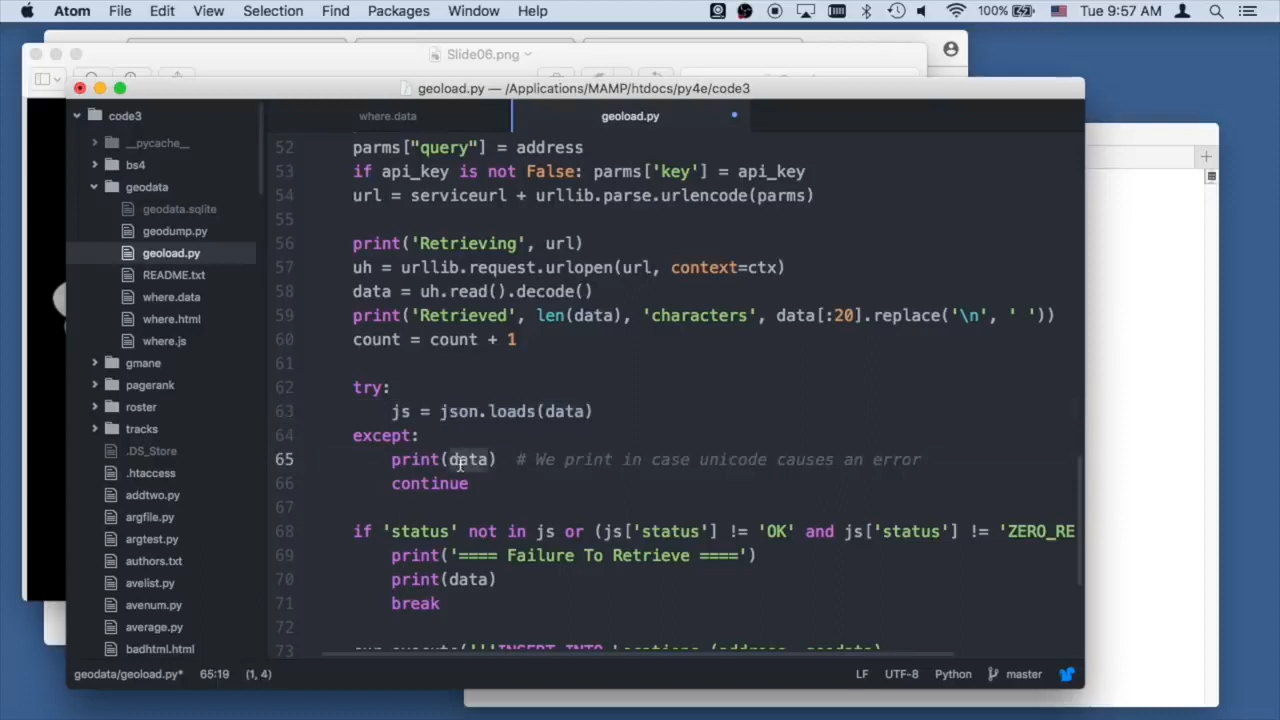 Atom File Edit View Selection Find Packages Window Help 100% Tue 9:57 AM
Slide06.png
geoload.py — /Applications/MAMP/htdocs/py4e/code3
code3
__pycache__
bs4
geodata
geodata.sqlite
geodump.py
geoload.py
README.txt
where.data
where.html
where.js
gmane
pagerank
roster
tracks
.DS_Store
.htaccess
addtwo.py
argfile.py
argtest.py
authors.txt
avelist.py
avenum.py
average.py
badhtml.html
where.data geoload.py
52 parms["query"] = address
53 if api_key is not False: parms['key'] = api_key
54 url = serviceurl + urllib.parse.urlencode(parms)
55
56 print('Retrieving', url)
57 uh = urllib.request.urlopen(url, context=ctx)
58 data = uh.read().decode()
59 print('Retrieved', len(data), 'characters', data[:20].replace('\n', ' '))
60 count = count + 1
61
62 try:
63 js = json.loads(data)
64 except:
65 print(data) # We print in case unicode causes an error
66 continue
67
68 if 'status' not in js or (js['status'] != 'OK' and js['status'] != 'ZERO_RE
69 print('==== Failure To Retrieve ====')
70 print(data)
71 break
72
73 cur.execute('''INSERT INTO Locations (address, geodata)
geodata/geoload.py* 65:19 (1, 4) LF UTF-8 Python master